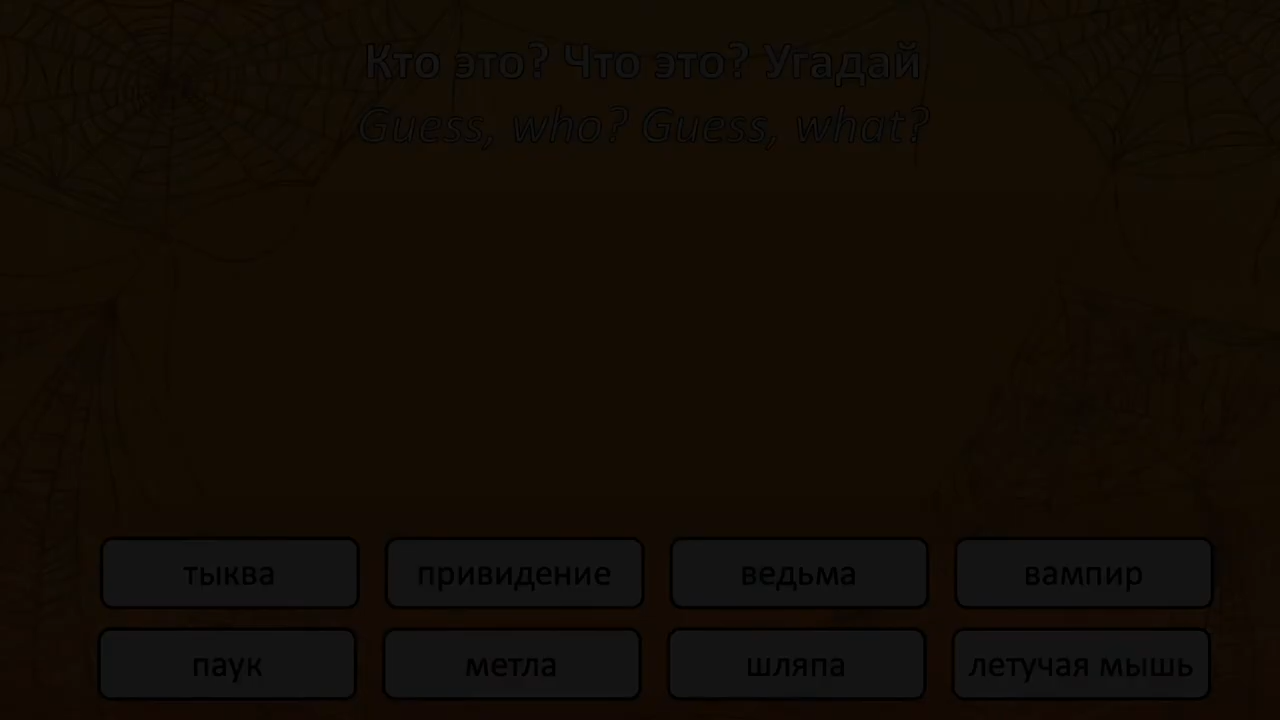 Кто это? Что это? Угадай
Guess, who? Guess, what?
тыква привидение ведьма вампир
паук метла шляпа летучая мышь